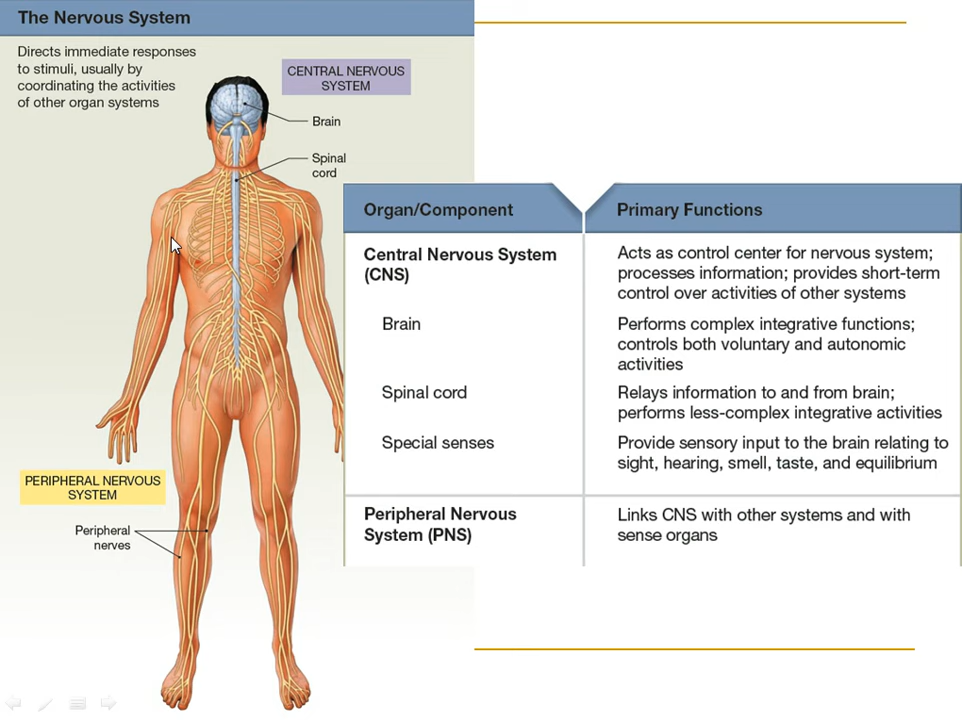 The Nervous System
Directs immediate responses
to stimuli, usually by
coordinating the activities
of other organ systems
CENTRAL NERVOUS
SYSTEM
Brain
Spinal
cord
PERIPHERAL NERVOUS
SYSTEM
Peripheral
nerves
Organ/Component
Primary Functions
Central Nervous System
(CNS)
Acts as control center for nervous system;
processes information; provides short-term
control over activities of other systems
Brain
Performs complex integrative functions;
controls both voluntary and autonomic
activities
Spinal cord
Relays information to and from brain;
performs less-complex integrative activities
Special senses
Provide sensory input to the brain relating to
sight, hearing, smell, taste, and equilibrium
Peripheral Nervous
System (PNS)
Links CNS with other systems and with
sense organs